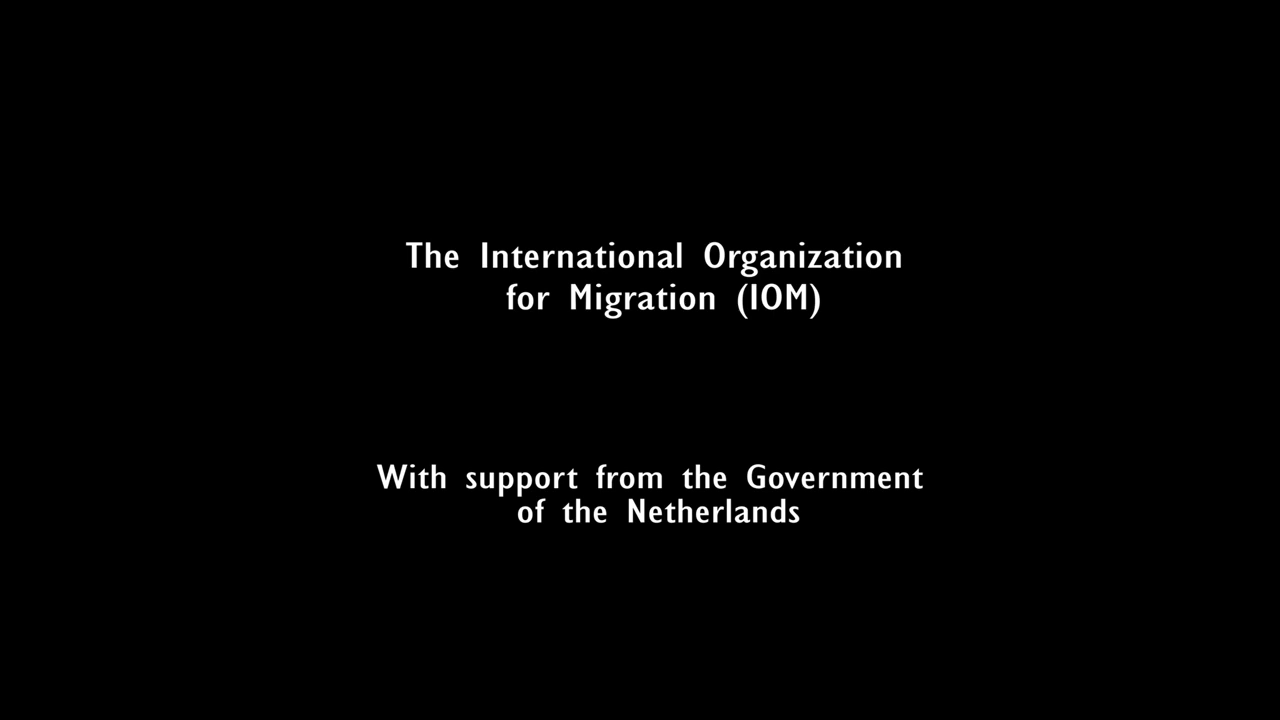 The International Organization
for Migration (IOM)
With support from the Government
of the Netherlands